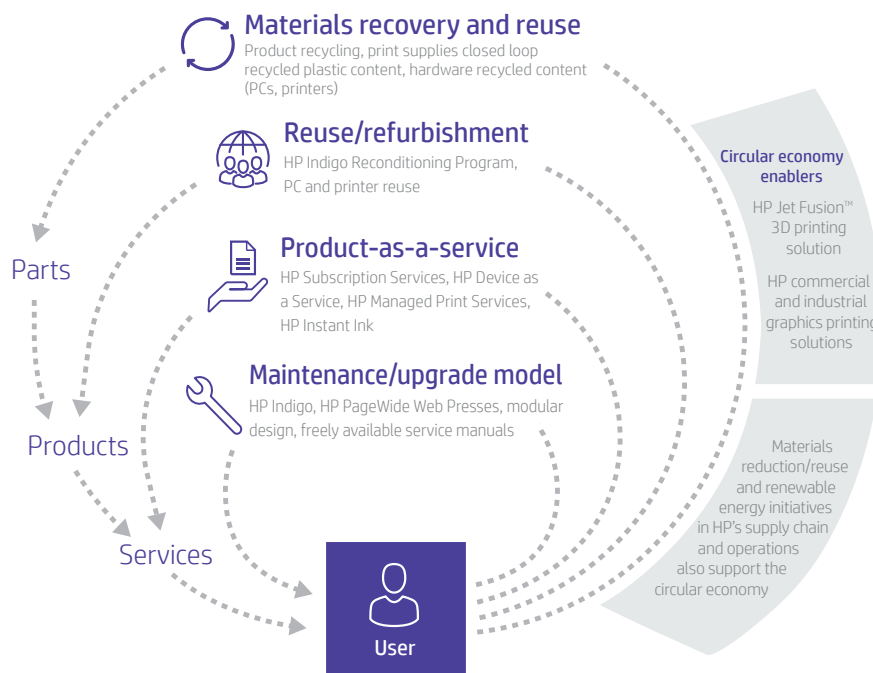 Materials recovery and reuse
Product recycling, print supplies closed loop
recycled plastic content, hardware recycled content
(PCs, printers)
Reuse/refurbishment
HP Indigo Reconditioning Program,
PC and printer reuse
Product-as-a-service
HP Subscription Services, HP Device as
a Service, HP Managed Print Services,
HP Instant Ink
Maintenance/upgrade model
HP Indigo, HP PageWide Web Presses, modular
design, freely available service manuals
Parts
Products
Services
User
Circular economy
enablers
HP Jet Fusion™
3D printing
solution
HP commercial
and industrial
graphics printing
solutions
Materials
reduction/reuse
and renewable
energy initiatives
in HP's supply chain
and operations
also support the
circular economy